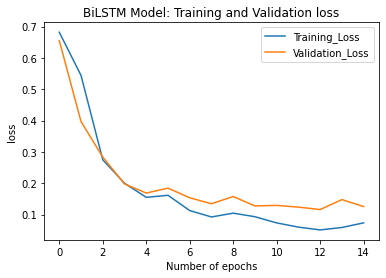 BiLSTM Model: Training and Validation loss
Training_Loss
Validation_Loss
loss
0.7
0.6
0.5
0.4
0.3
0.2
0.1
0 2 4 6 8 10 12 14
Number of epochs